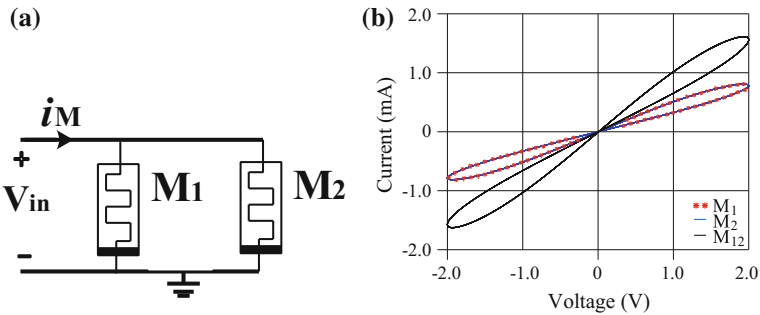 (a)
iM
+
Vin
−
M1
M2
(b)
Current (mA)
2.0
1.0
0
-1.0
-2.0
M1
M2
M12
-2.0 -1.0 0 1.0 2.0
Voltage (V)